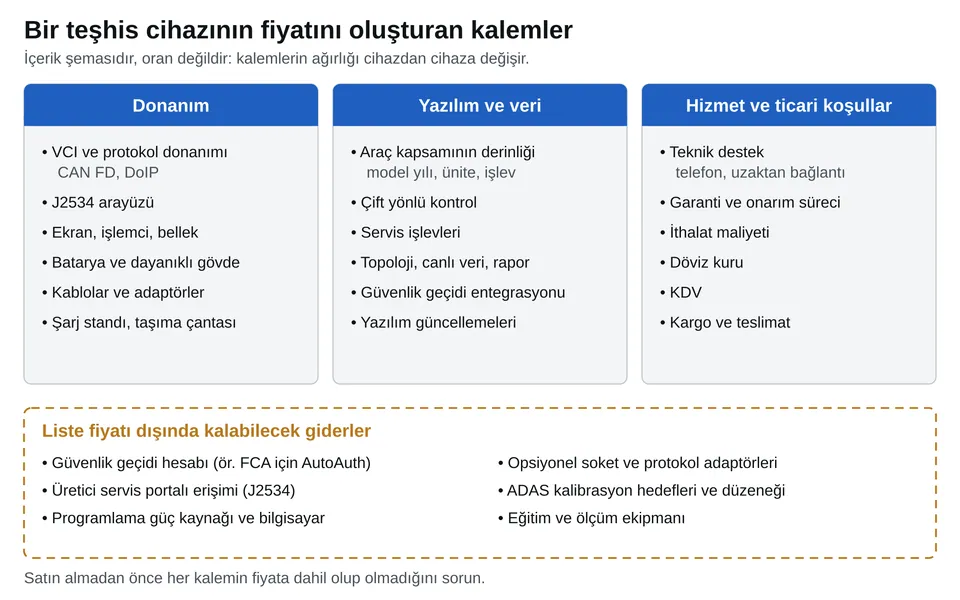 Bir teşhis cihazının fiyatını oluşturan kalemler
İçerik şemasıdır, oran değildir: kalemlerin ağırlığı cihazdan cihaza değişir.
Donanım
• VCI ve protokol donanımı
CAN FD, DoIP
• J2534 arayüzü
• Ekran, işlemci, bellek
• Batarya ve dayanıklı gövde
• Kablolar ve adaptörler
• Şarj standı, taşıma çantası
Yazılım ve veri
• Araç kapsamının derinliği
model yılı, ünite, işlev
• Çift yönlü kontrol
• Servis işlevleri
• Topoloji, canlı veri, rapor
• Güvenlik geçidi entegrasyonu
• Yazılım güncellemeleri
Hizmet ve ticari koşullar
• Teknik destek
telefon, uzaktan bağlantı
• Garanti ve onarım süreci
• İthalat maliyeti
• Döviz kuru
• KDV
• Kargo ve teslimat
Liste fiyatı dışında kalabilecek giderler
• Güvenlik geçidi hesabı (ör. FCA için AutoAuth)
• Üretici servis portalı erişimi (J2534)
• Programlama güç kaynağı ve bilgisayar
• Opsiyonel soket ve protokol adaptörleri
• ADAS kalibrasyon hedefleri ve düzeneği
• Eğitim ve ölçüm ekipmanı
Satın almadan önce her kalemin fiyata dahil olup olmadığını sorun.